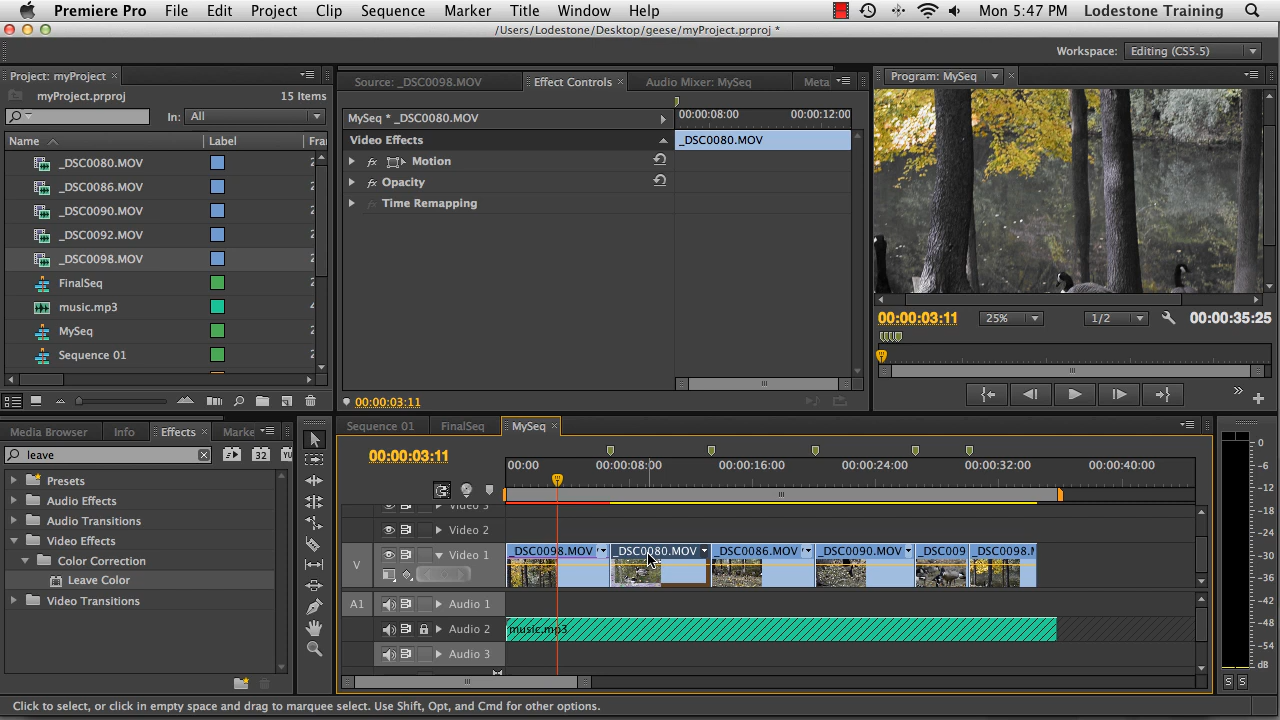 Premiere Pro File Edit Project Clip Sequence Marker Title Window Help Mon 5:47 PM Lodestone Training
/Users/Lodestone/Desktop/geese/myProject.prproj *
Workspace: Editing (CS5.5)
Project: myProject
myProject.prproj 15 Items
In: All
Name Label Fra
_DSC0080.MOV
_DSC0086.MOV
_DSC0090.MOV
_DSC0092.MOV
_DSC0098.MOV
FinalSeq
music.mp3
MySeq
Sequence 01
Source: _DSC0098.MOV Effect Controls Audio Mixer: MySeq Meta
MySeq * _DSC0080.MOV 00:00:08:00 00:00:12:00
Video Effects _DSC0080.MOV
fx Motion
fx Opacity
fx Time Remapping
00:00:03:11
Program: MySeq
00:00:03:11 25% 1/2 00:00:35:25
Media Browser Info Effects Marke
leave 32
Presets
Audio Effects
Audio Transitions
Video Effects
Color Correction
Leave Color
Video Transitions
Sequence 01 FinalSeq MySeq
00:00:03:11 00:00 00:00:08:00 00:00:16:00 00:00:24:00 00:00:32:00 00:00:40:00
Video 3
Video 2
V Video 1 _DSC0098.MOV _DSC0080.MOV _DSC0086.MOV _DSC0090.MOV _DSC009 _DSC0098.M
A1 Audio 1
Audio 2 music.mp3
Audio 3
0
-6
-12
-18
-24
-30
-36
-42
-48
-54
dB
S S
Click to select, or click in empty space and drag to marquee select. Use Shift, Opt, and Cmd for other options.